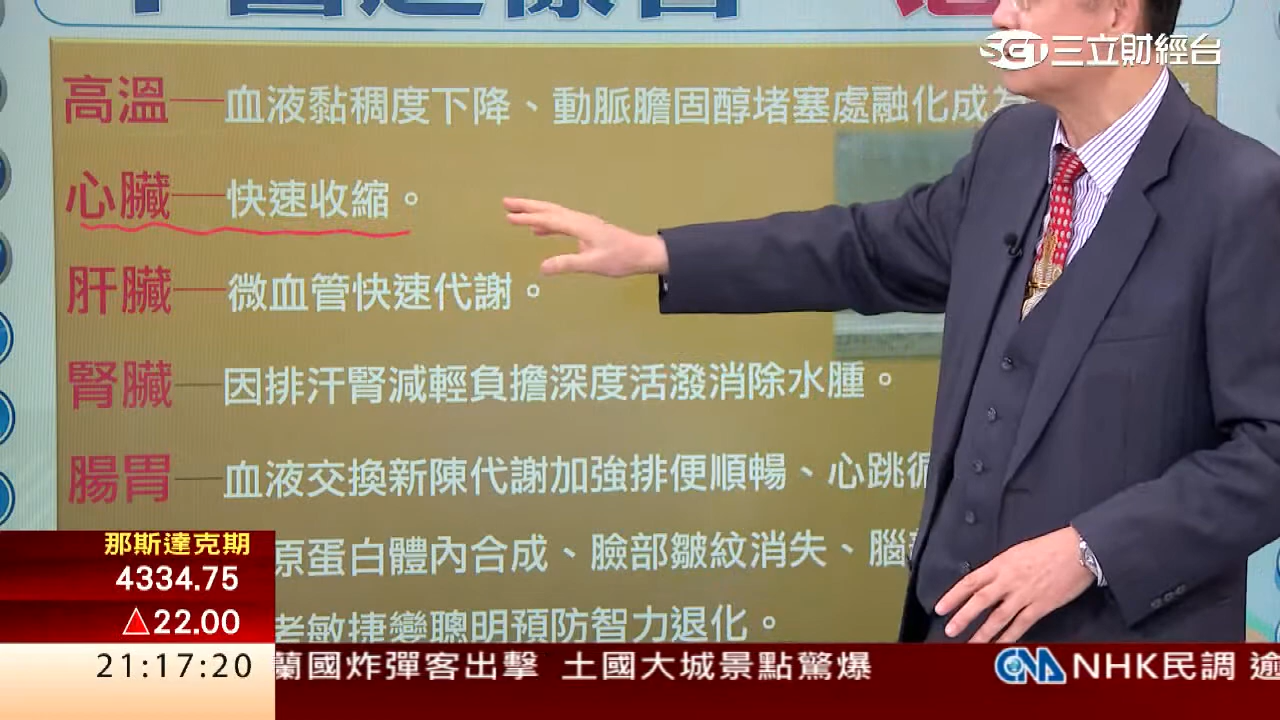 SET 三立財經台
高溫—血液黏稠度下降、動脈膽固醇堵塞處融化成為
心臟—快速收縮。
肝臟—微血管快速代謝。
腎臟—因排汗腎減輕負擔深度活潑消除水腫。
腸胃—血液交換新陳代謝加強排便順暢、心跳循
原蛋白體內合成、臉部皺紋消失、腦
老敏捷變聰明預防智力退化。
那斯達克期
4334.75
△22.00
21:17:20
蘭國炸彈客出擊 土國大城景點驚爆
CNA NHK民調 逾